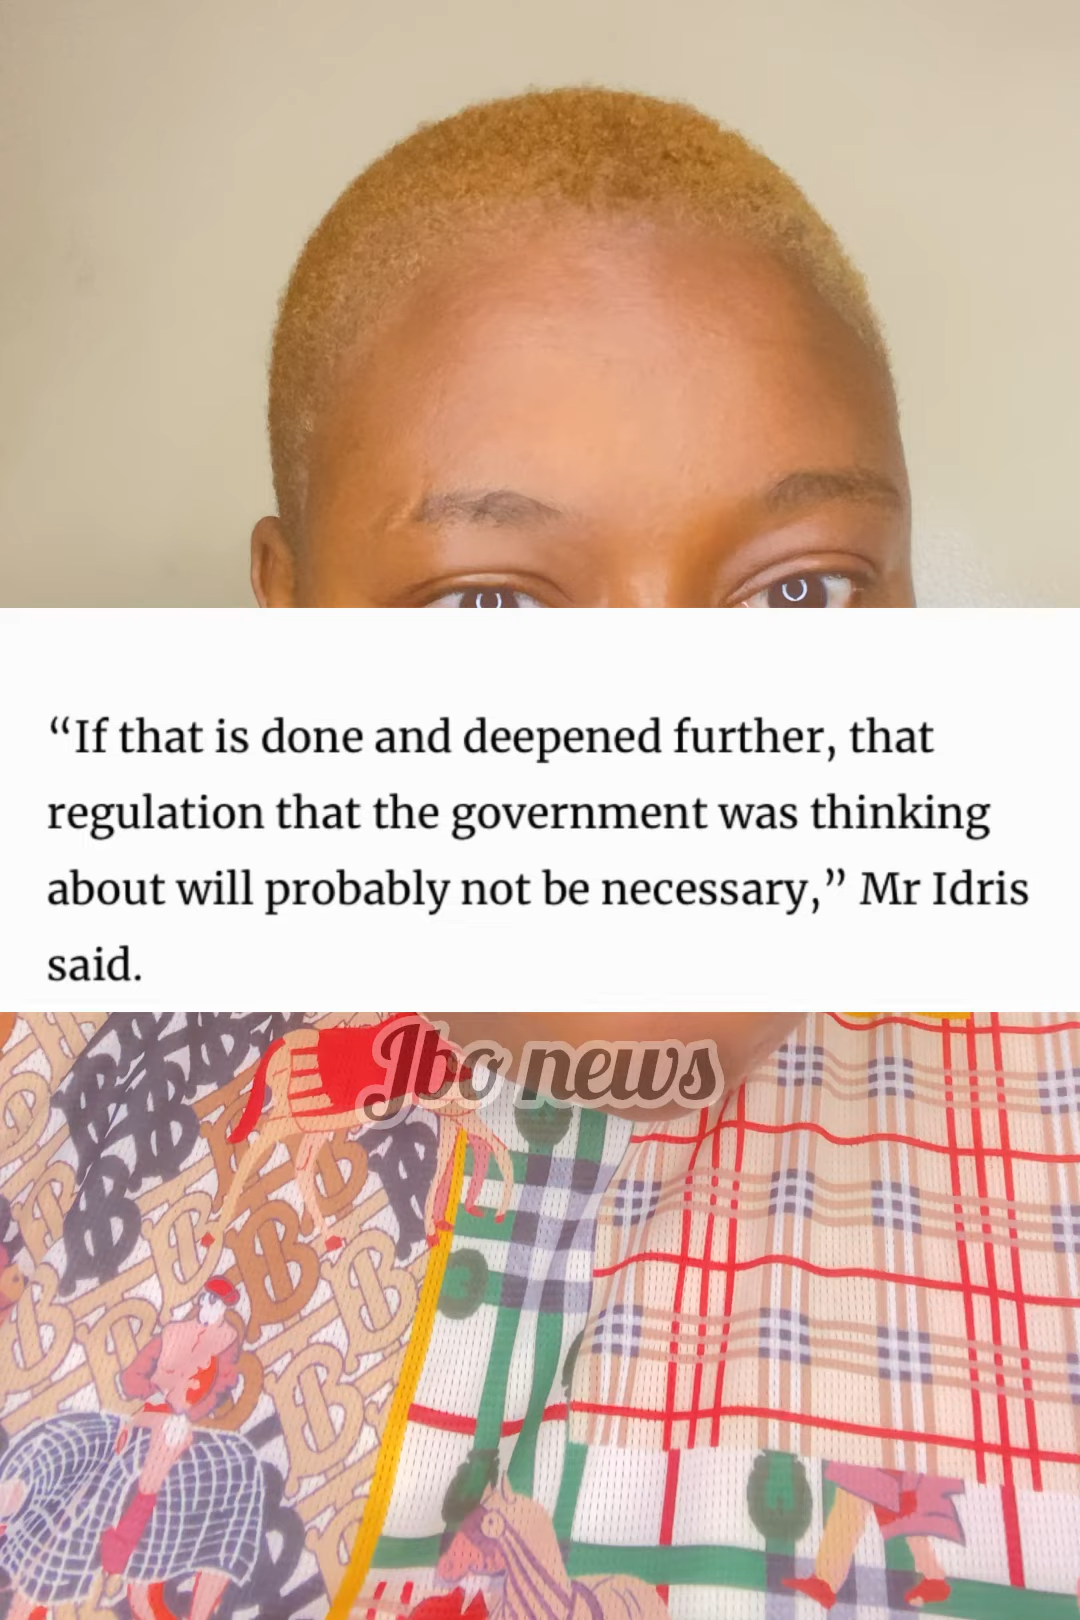 “If that is done and deepened further, that
regulation that the government was thinking
about will probably not be necessary,” Mr Idris
said.
Jbo news